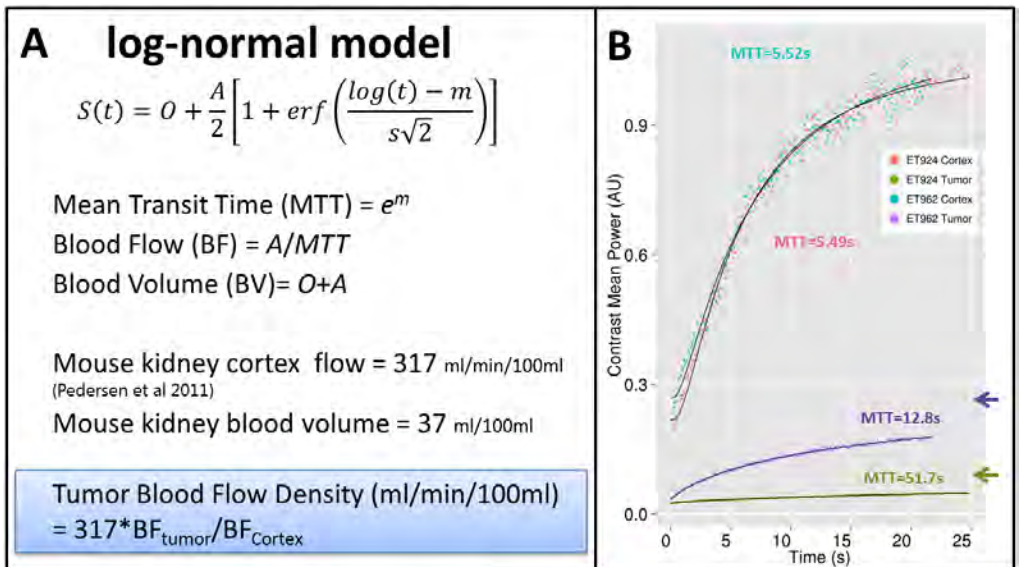 A log-normal model
S(t) = O + A/2 [1 + erf((log(t) − m)/(s√2))]
Mean Transit Time (MTT) = eᵐ
Blood Flow (BF) = A/MTT
Blood Volume (BV)= O+A
Mouse kidney cortex flow = 317 ml/min/100ml
(Pedersen et al 2011)
Mouse kidney blood volume = 37 ml/100ml
Tumor Blood Flow Density (ml/min/100ml)
= 317*BFtumor/BFCortex
B
MTT=5.52s
MTT=5.49s
MTT=12.8s
MTT=51.7s
ET924 Cortex
ET924 Tumor
ET962 Cortex
ET962 Tumor
Contrast Mean Power (AU)
0.9
0.6
0.3
0.0
0 5 10 15 20 25
Time (s)